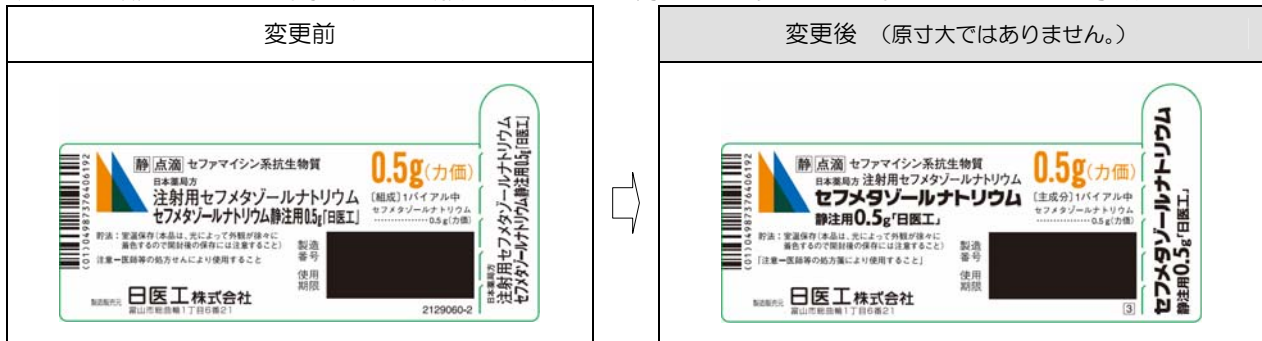 変更前
変更後 （原寸大ではありません。）
(01)04987376406192
静 点滴 セファマイシン系抗生物質
日本薬局方
注射用セフメタゾールナトリウム
セフメタゾールナトリウム静注用0.5g「日医工」
0.5g(力価)
[組成]1バイアル中
セフメタゾールナトリウム
……………0.5g(力価)
貯法：室温保存(本品は、光によって外観が徐々に
着色するので開封後の保存には注意すること)
注意－医師等の処方せんにより使用すること
製造
番号
使用
期限
製造販売元 日医工株式会社
富山市総曲輪1丁目6番21
2129060-2
日本薬局方
注射用セフメタゾールナトリウム
セフメタゾールナトリウム静注用0.5g「日医工」
(01)04987376406192
静 点滴 セファマイシン系抗生物質
日本薬局方 注射用セフメタゾールナトリウム
セフメタゾールナトリウム
静注用0.5g「日医工」
0.5g(力価)
[主成分]1バイアル中
セフメタゾールナトリウム
……………0.5g(力価)
貯法：室温保存(本品は、光によって外観が徐々に
着色するので開封後の保存には注意すること)
「注意－医師等の処方箋により使用すること」
製造
番号
使用
期限
製造販売元 日医工株式会社
富山市総曲輪1丁目6番21
3
セフメタゾールナトリウム
静注用0.5g「日医工」